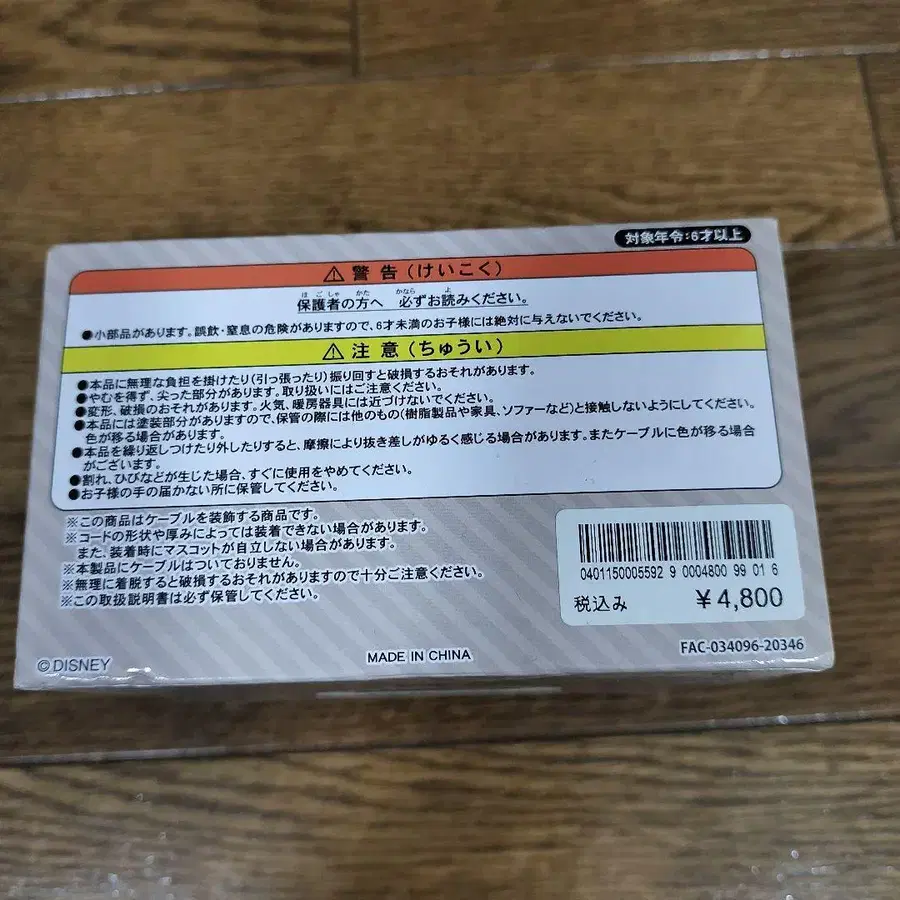 対象年令:6才以上
⚠ 警告(けいこく)
保護者の方へ 必ずお読みください。
●小部品があります。誤飲・窒息の危険がありますので、6才未満のお子様には絶対に与えないでください。
⚠ 注意(ちゅうい)
●本品に無理な負担を掛けたり(引っ張ったり)振り回すと破損するおそれがあります。
●やむを得ず、尖った部分があります。取り扱いにはご注意ください。
●変形、破損のおそれがあります。火気、暖房器具には近づけないでください。
●本品には塗装部分がありますので、保管の際には他のもの(樹脂製品や家具、ソファーなど)と接触しないようにしてください。
色が移る場合があります。
●本品を繰り返しつけたり外したりすると、摩擦により抜き差しがゆるく感じる場合があります。またケーブルに色が移る場合
がございます。
●割れ、ひびなどが生じた場合、すぐに使用をやめてください。
●お子様の手の届かない所に保管してください。
※この商品はケーブルを装飾する商品です。
※コードの形状や厚みによっては装着できない場合があります。
また、装着時にマスコットが自立しない場合があります。
※本製品にケーブルはついておりません。
※無理に着脱すると破損するおそれがありますので十分ご注意ください。
※この取扱説明書は必ず保管してください。
0401150005592 9 0004800 99 01 6
税込み ¥4,800
FAC-034096-20346
©DISNEY
MADE IN CHINA